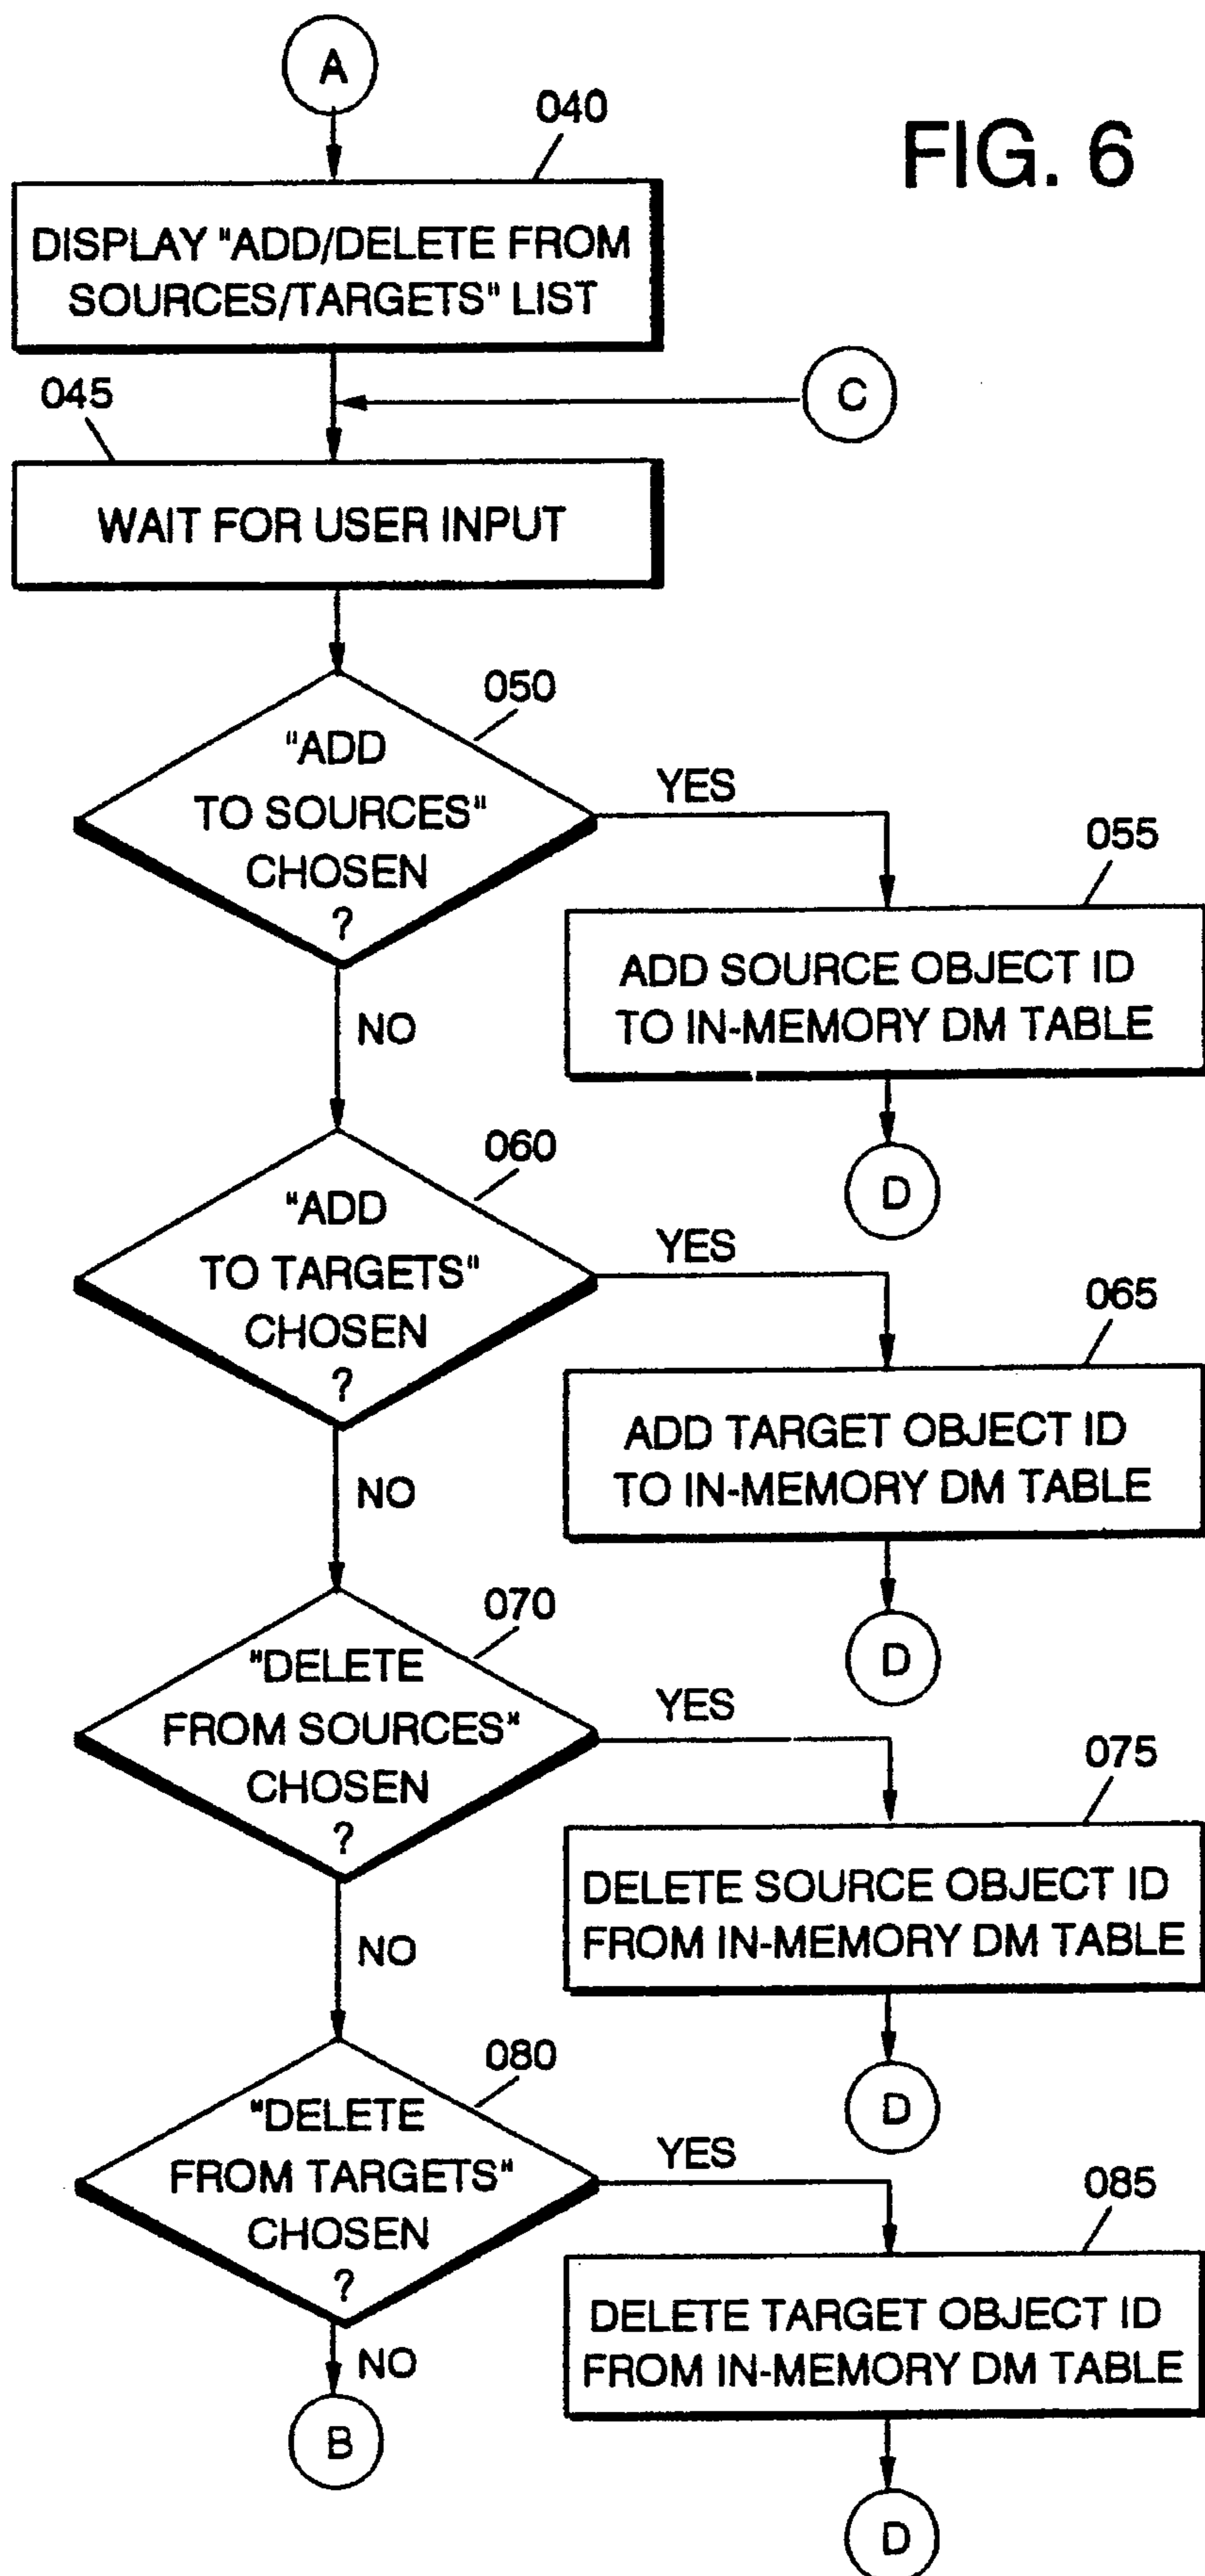 A
040
FIG. 6
DISPLAY "ADD/DELETE FROM
SOURCES/TARGETS" LIST
045
C
WAIT FOR USER INPUT
050
"ADD
TO SOURCES"
CHOSEN
?
YES
055
ADD SOURCE OBJECT ID
TO IN-MEMORY DM TABLE
D
NO
060
"ADD
TO TARGETS"
CHOSEN
?
YES
065
ADD TARGET OBJECT ID
TO IN-MEMORY DM TABLE
D
NO
070
"DELETE
FROM SOURCES"
CHOSEN
?
YES
075
DELETE SOURCE OBJECT ID
FROM IN-MEMORY DM TABLE
D
NO
080
"DELETE
FROM TARGETS"
CHOSEN
?
YES
085
DELETE TARGET OBJECT ID
FROM IN-MEMORY DM TABLE
D
NO
B